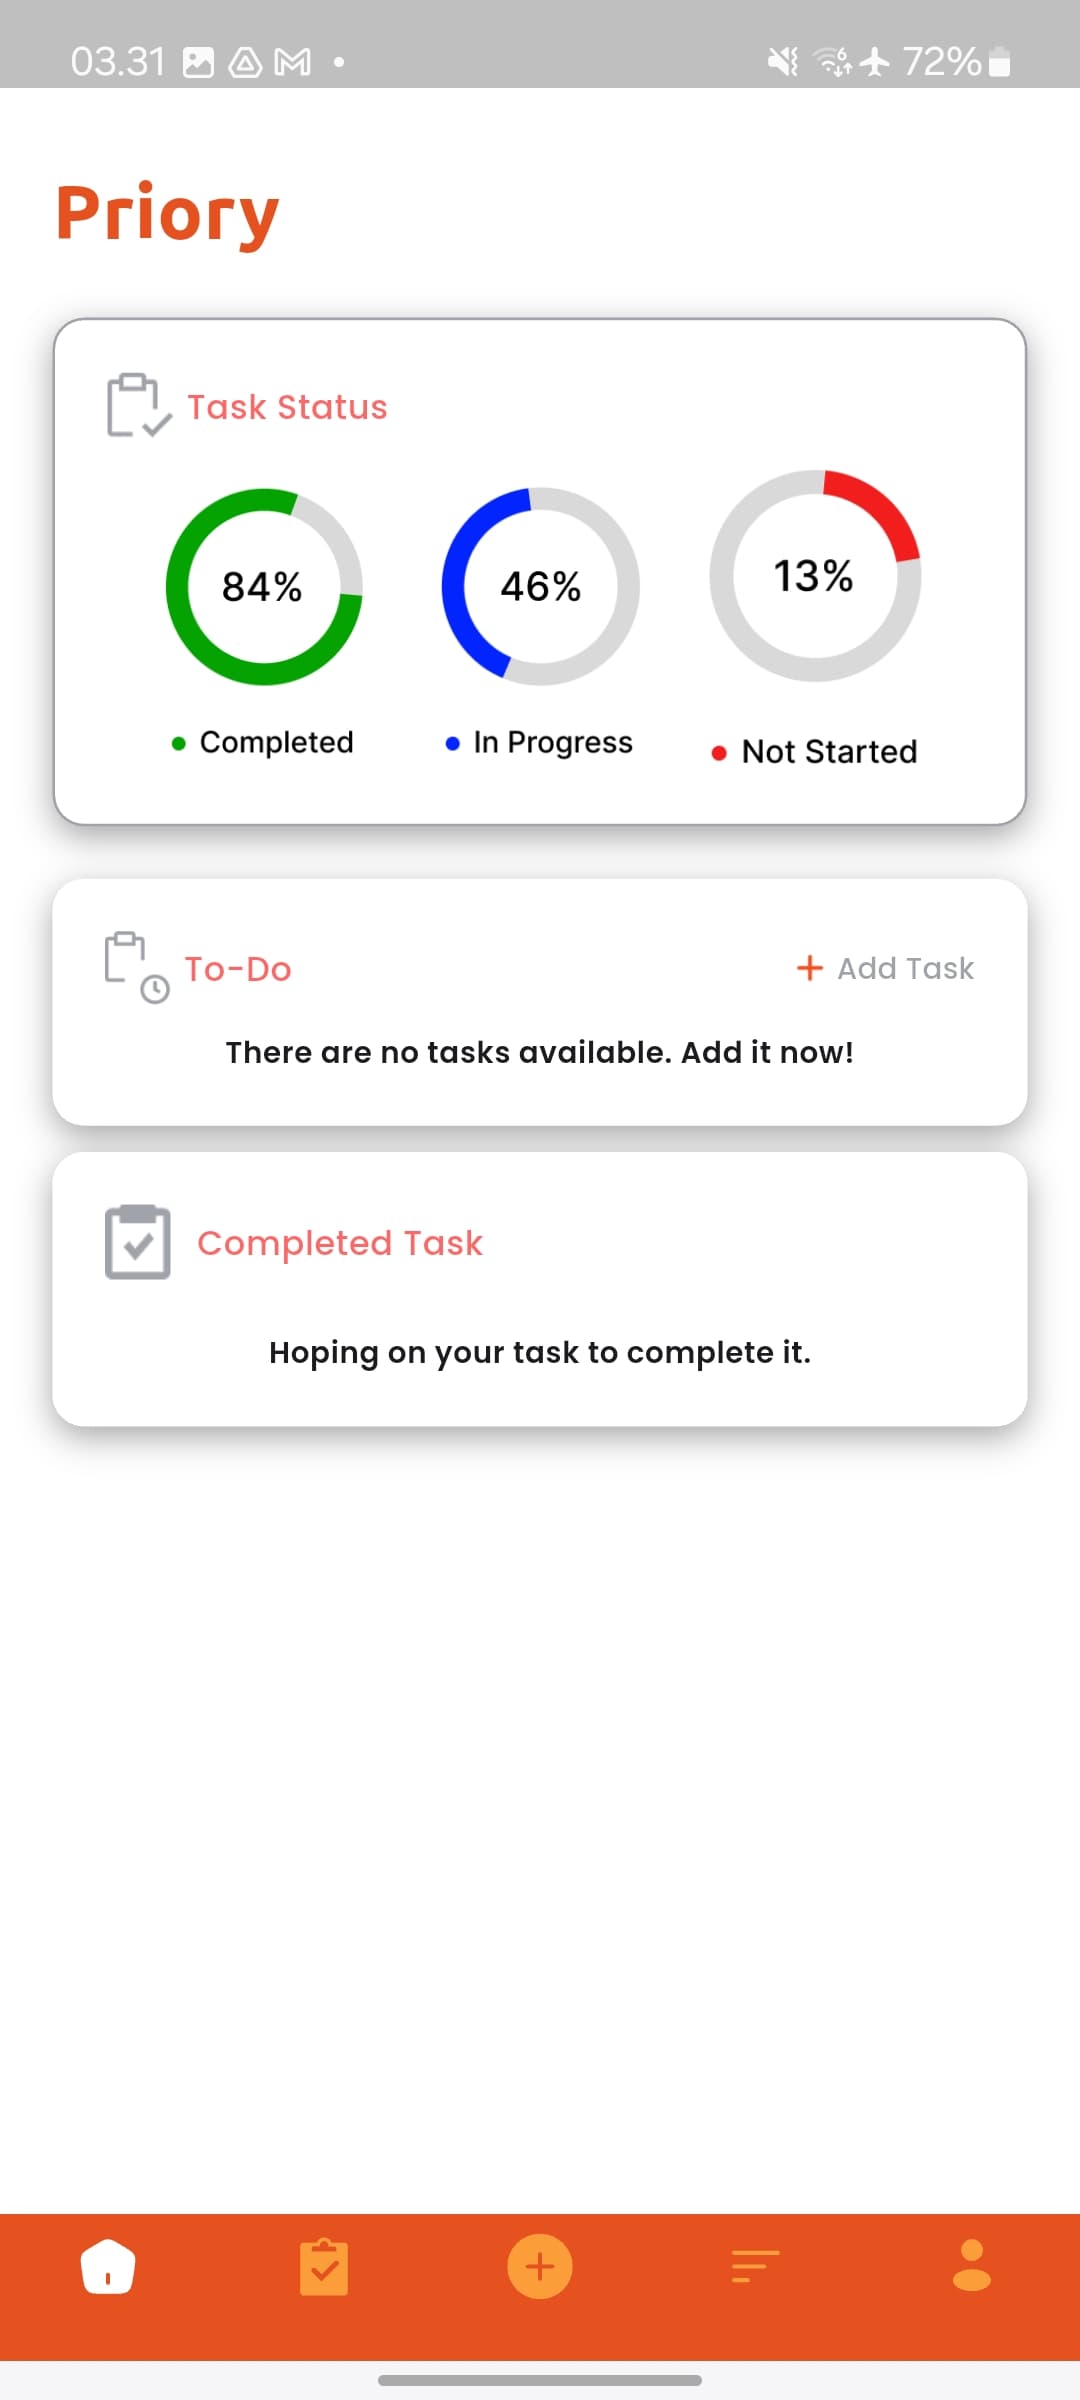 03.31 72%
Priory
Task Status
84% 46% 13%
Completed In Progress Not Started
To-Do + Add Task
There are no tasks available. Add it now!
Completed Task
Hoping on your task to complete it.